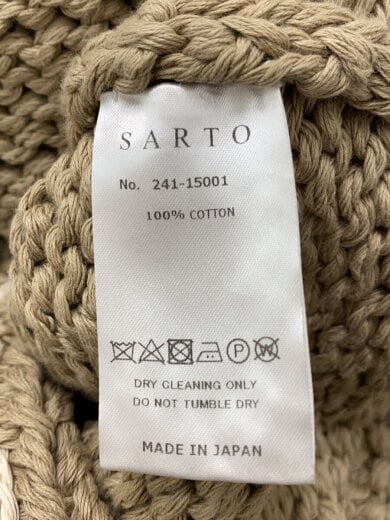 SARTO
No. 241-15001
100% COTTON
P W
DRY CLEANING ONLY
DO NOT TUMBLE DRY
MADE IN JAPAN